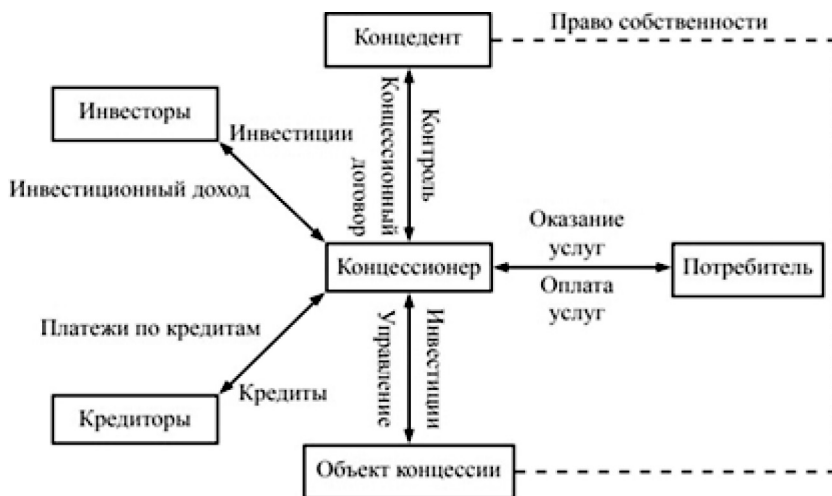 Концедент
Право собственности
Инвесторы
Инвестиции
Инвестиционный доход
Концессионный
договор
Контроль
Концессионер
Оказание
услуг
Оплата
услуг
Потребитель
Платежи по кредитам
Кредиты
Кредиторы
Управление
Инвестиции
Объект концессии